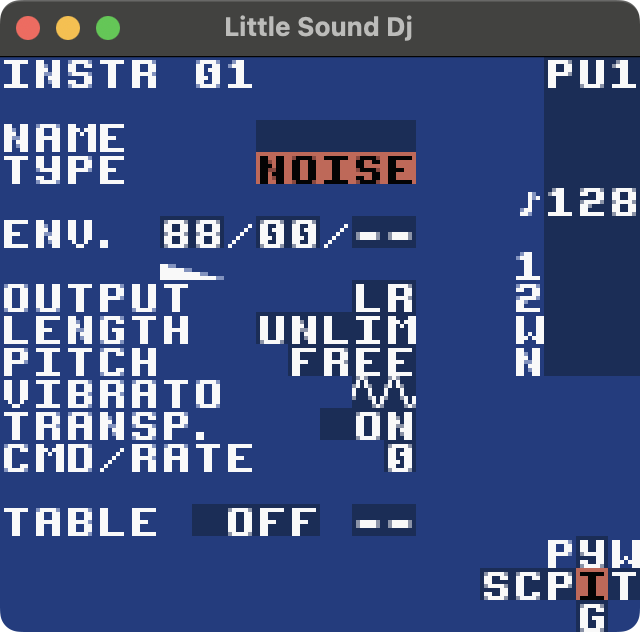 Little Sound Dj
INSTR 01 PU1
NAME
TYPE NOISE
♪128
ENV. 88/00/--
1
OUTPUT LR 2
LENGTH UNLIM W
PITCH FREE N
VIBRATO
TRANSP. ON
CMD/RATE 0
TABLE OFF --
PYW
SCPIT
G